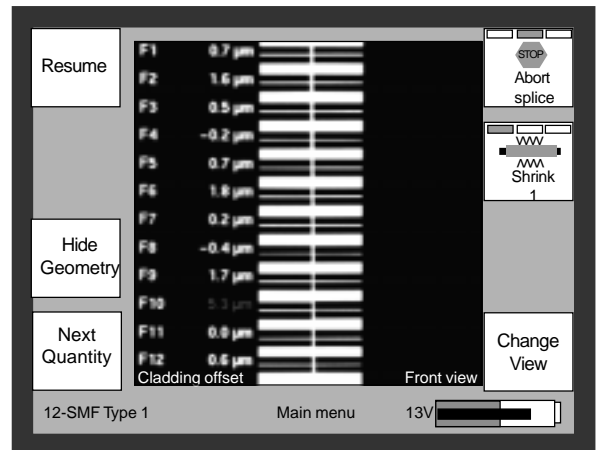 Resume
F1 0.7 µm
F2 1.6 µm
F3 0.5 µm
F4 -0.2 µm
F5 0.7 µm
F6 1.8 µm
F7 0.2 µm
F8 -0.4 µm
F9 1.7 µm
F10 5.3 µm
F11 0.0 µm
F12 0.6 µm
Cladding offset
Front view
STOP
Abort
splice
Shrink
1
Hide
Geometry
Next
Quantity
Change
View
12-SMF Type 1
Main menu
13V